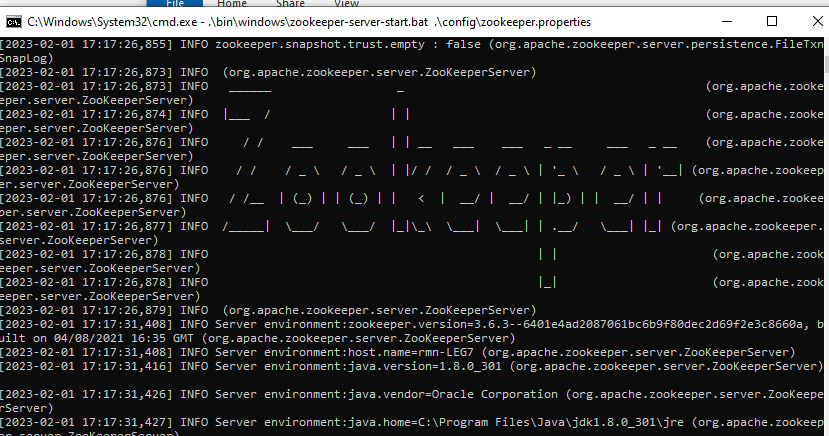 File Home Share View
C:\Windows\System32\cmd.exe - .\bin\windows\zookeeper-server-start.bat .\config\zookeeper.properties
[2023-02-01 17:17:26,855] INFO zookeeper.snapshot.trust.empty : false (org.apache.zookeeper.server.persistence.FileTxn
SnapLog)
[2023-02-01 17:17:26,873] INFO  (org.apache.zookeeper.server.ZooKeeperServer)
[2023-02-01 17:17:26,873] INFO   ______                  _                                          (org.apache.zooke
eper.server.ZooKeeperServer)
[2023-02-01 17:17:26,874] INFO  |___  /                 | |                                         (org.apache.zooke
eper.server.ZooKeeperServer)
[2023-02-01 17:17:26,876] INFO     / /    ___     ___   | | __   ___    ___   _ __    ___   _ __    (org.apache.zooke
eper.server.ZooKeeperServer)
[2023-02-01 17:17:26,876] INFO    / /    / _ \   / _ \  | |/ /  / _ \  / _ \ | '_ \  / _ \ | '__| (org.apache.zookeep
er.server.ZooKeeperServer)
[2023-02-01 17:17:26,876] INFO   / /__  | (_) | | (_) | |   <  |  __/ |  __/ | |_) | |  __/ | |     (org.apache.zooke
eper.server.ZooKeeperServer)
[2023-02-01 17:17:26,877] INFO  /_____|  \___/   \___/  |_|\_\  \___|  \___| | .__/   \___| |_| (org.apache.zookeeper.
server.ZooKeeperServer)
[2023-02-01 17:17:26,878] INFO                                               | |                     (org.apache.zook
eeper.server.ZooKeeperServer)
[2023-02-01 17:17:26,878] INFO                                               |_|                     (org.apache.zook
eeper.server.ZooKeeperServer)
[2023-02-01 17:17:26,879] INFO  (org.apache.zookeeper.server.ZooKeeperServer)
[2023-02-01 17:17:31,408] INFO Server environment:zookeeper.version=3.6.3--6401e4ad2087061bc6b9f80dec2d69f2e3c8660a, b
uilt on 04/08/2021 16:35 GMT (org.apache.zookeeper.server.ZooKeeperServer)
[2023-02-01 17:17:31,408] INFO Server environment:host.name=rmn-LEG7 (org.apache.zookeeper.server.ZooKeeperServer)
[2023-02-01 17:17:31,416] INFO Server environment:java.version=1.8.0_301 (org.apache.zookeeper.server.ZooKeeperServer)
[2023-02-01 17:17:31,426] INFO Server environment:java.vendor=Oracle Corporation (org.apache.zookeeper.server.ZooKeepe
rServer)
[2023-02-01 17:17:31,427] INFO Server environment:java.home=C:\Program Files\Java\jdk1.8.0_301\jre (org.apache.zookeep
er.server.ZooKeeperServer)